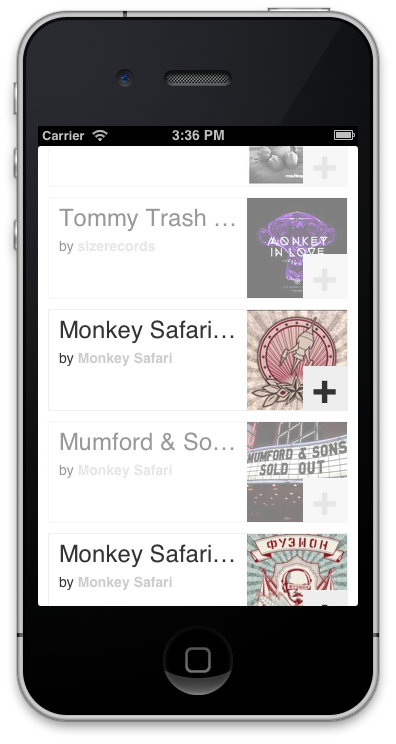 Carrier 3:36 PM
Tommy Trash …
by sizerecords
MONKEY
IN LOVE
Monkey Safari…
by Monkey Safari
Mumford & So…
by Monkey Safari
MUMFORD & SONS
SOLD OUT
Monkey Safari…
by Monkey Safari
ФУЗИОН